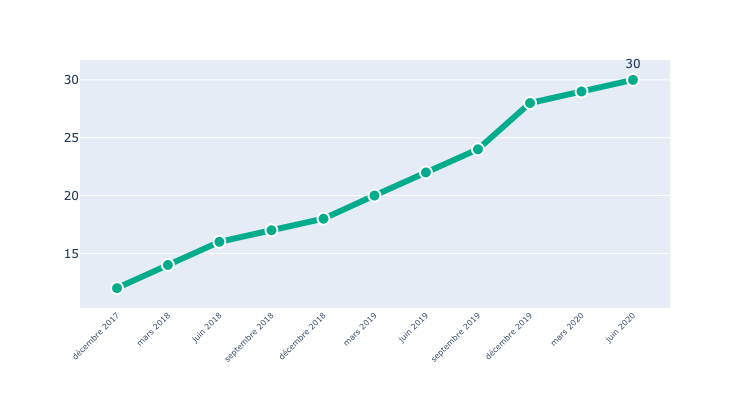 30
30
25
20
15
décembre 2017
mars 2018
juin 2018
septembre 2018
décembre 2018
mars 2019
juin 2019
septembre 2019
décembre 2019
mars 2020
juin 2020